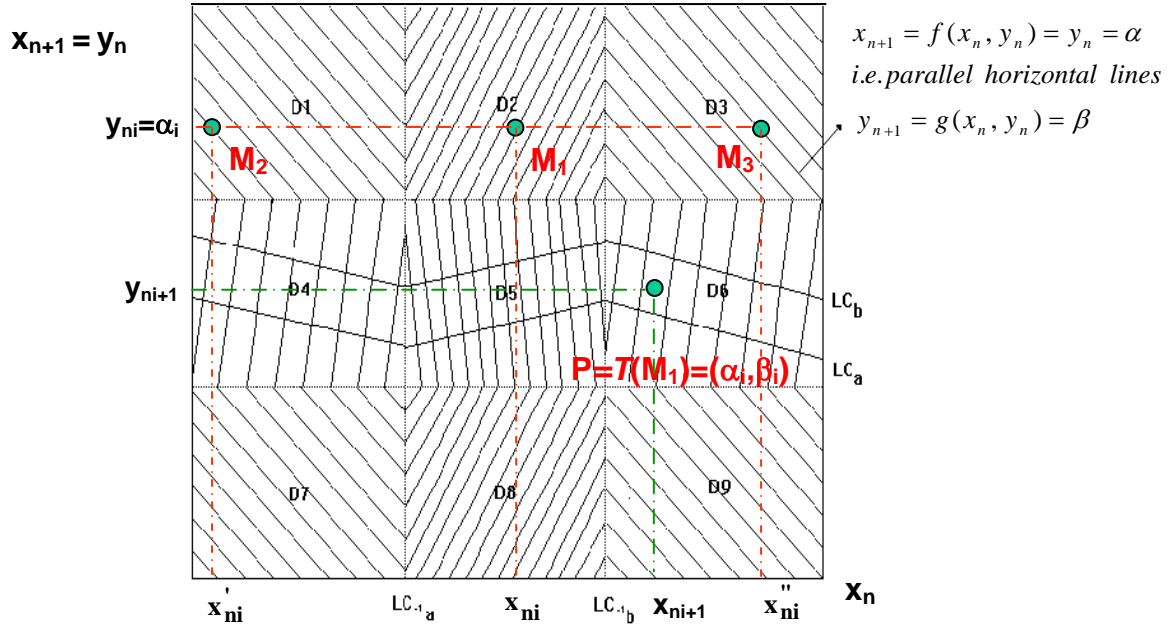 xn+1 = yn
xn+1 = f(xn, yn) = yn = α
i.e. parallel horizontal lines
yn+1 = g(xn, yn) = β
D1
D2
D3
yni=αi
M2
M1
M3
yni+1
D4
D5
D6
LCb
P=T(M1)=(αi,βi)
LCa
D7
D8
D9
x'ni
LC-1a
xni
LC-1b
xni+1
x''ni
xn